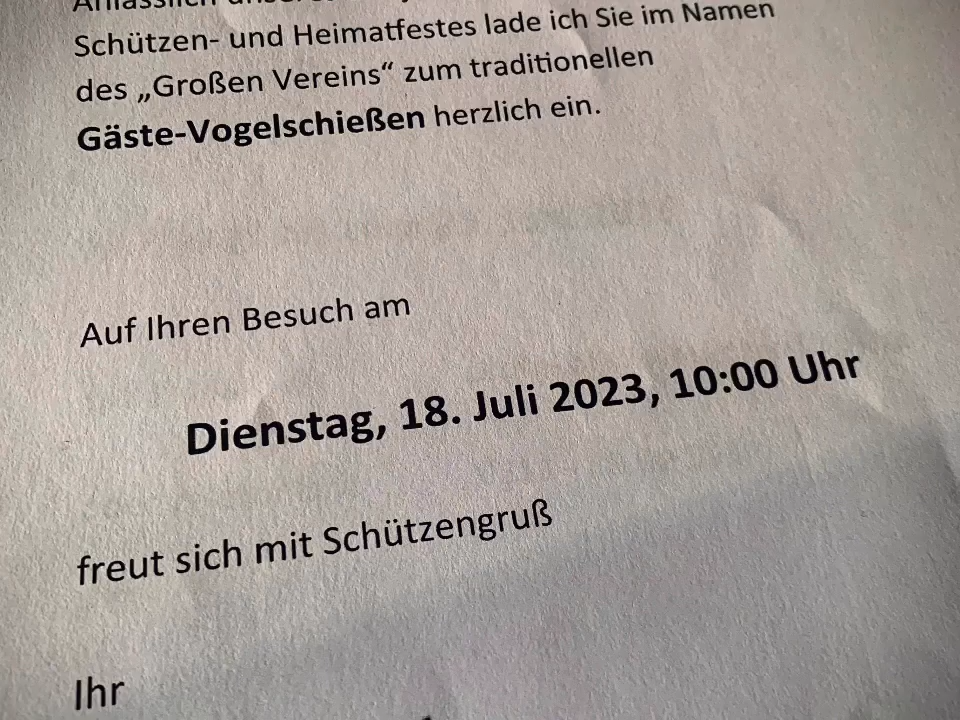 Anlässlich
Schützen- und Heimatfestes lade ich Sie im Namen
des „Großen Vereins“ zum traditionellen
Gäste-Vogelschießen herzlich ein.
Auf Ihren Besuch am
Dienstag, 18. Juli 2023, 10:00 Uhr
freut sich mit Schützengruß
Ihr